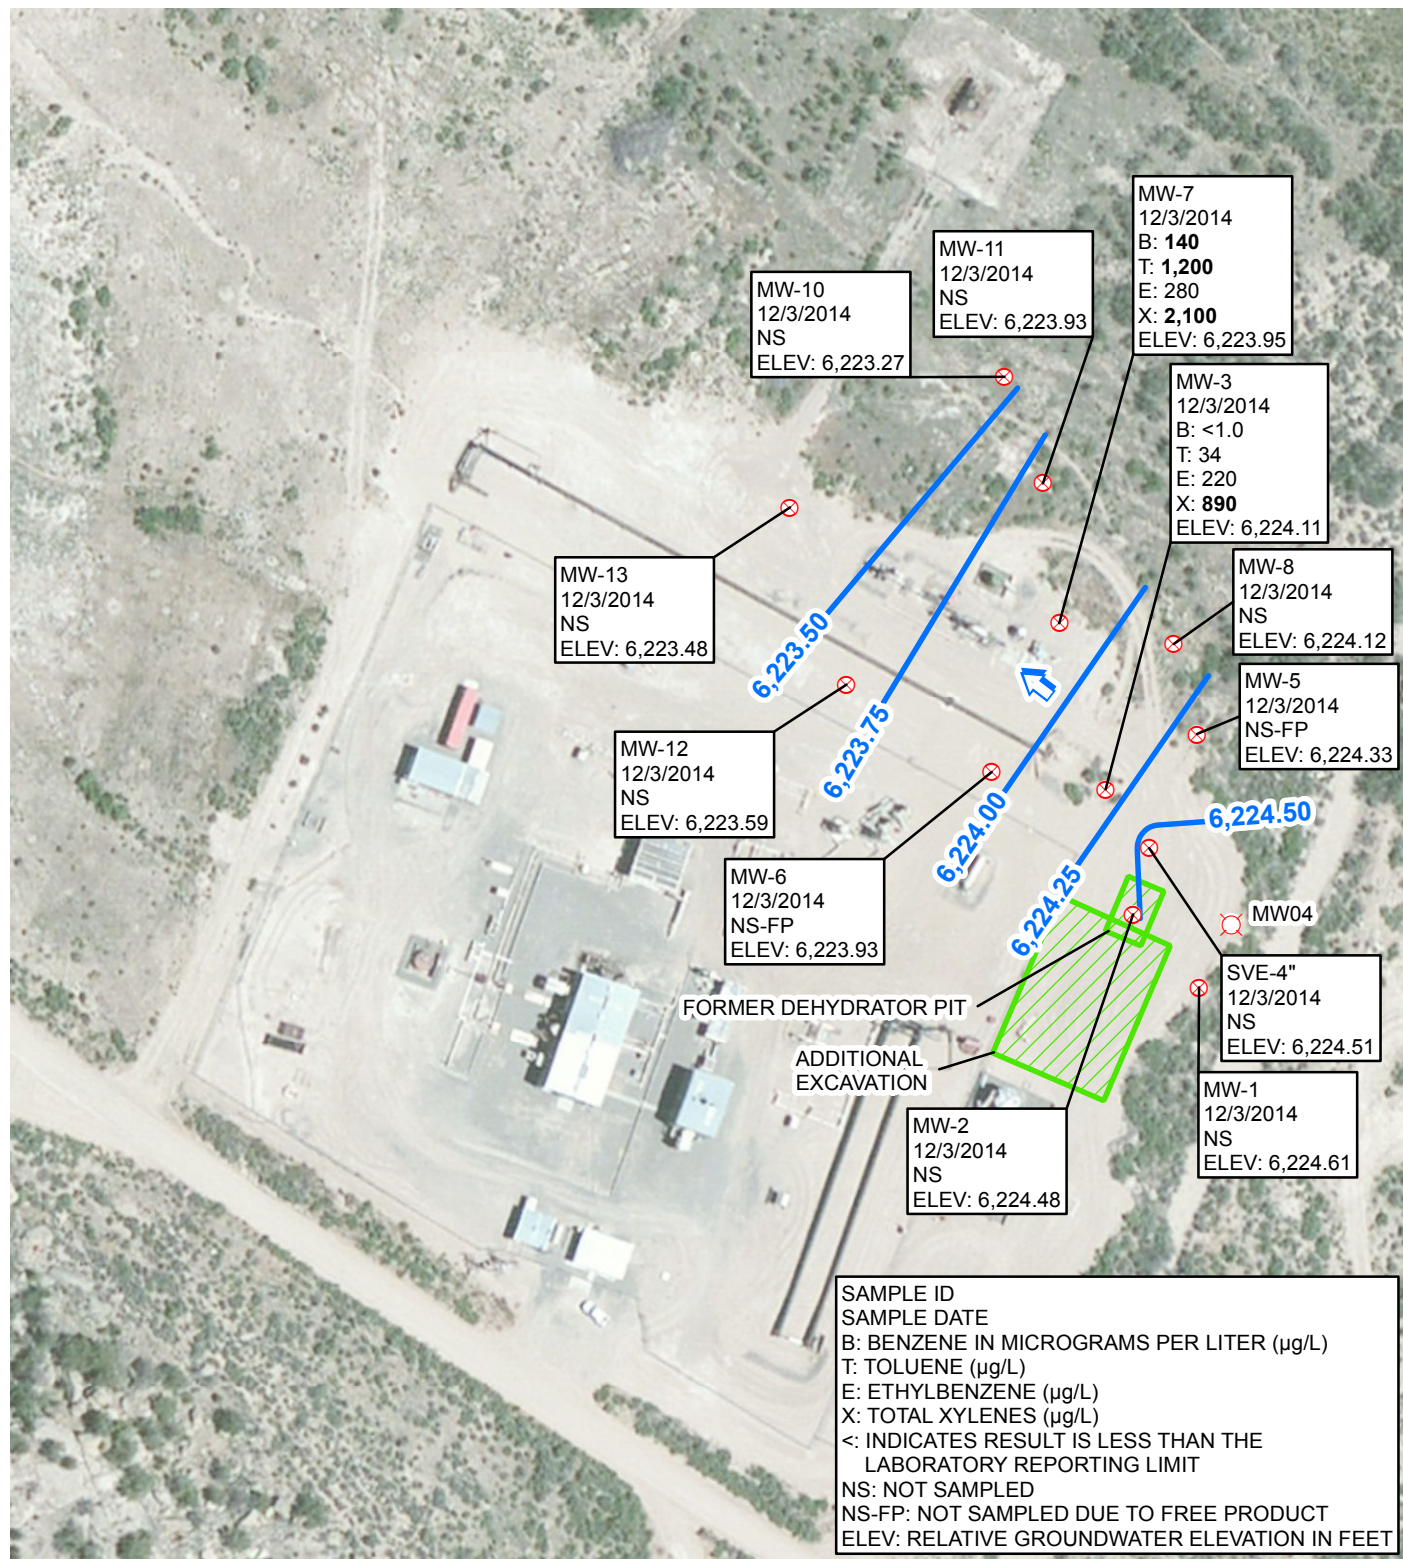 MW-7
12/3/2014
B: 140
T: 1,200
E: 280
X: 2,100
ELEV: 6,223.95
MW-11
12/3/2014
NS
ELEV: 6,223.93
MW-10
12/3/2014
NS
ELEV: 6,223.27
MW-3
12/3/2014
B: <1.0
T: 34
E: 220
X: 890
ELEV: 6,224.11
MW-13
12/3/2014
NS
ELEV: 6,223.48
MW-8
12/3/2014
NS
ELEV: 6,224.12
MW-5
12/3/2014
NS-FP
ELEV: 6,224.33
6,223.50
6,223.75
6,224.00
6,224.25
6,224.50
MW-12
12/3/2014
NS
ELEV: 6,223.59
MW-6
12/3/2014
NS-FP
ELEV: 6,223.93
MW04
FORMER DEHYDRATOR PIT
ADDITIONAL
EXCAVATION
SVE-4"
12/3/2014
NS
ELEV: 6,224.51
MW-1
12/3/2014
NS
ELEV: 6,224.61
MW-2
12/3/2014
NS
ELEV: 6,224.48
SAMPLE ID
SAMPLE DATE
B: BENZENE IN MICROGRAMS PER LITER (µg/L)
T: TOLUENE (µg/L)
E: ETHYLBENZENE (µg/L)
X: TOTAL XYLENES (µg/L)
<: INDICATES RESULT IS LESS THAN THE
LABORATORY REPORTING LIMIT
NS: NOT SAMPLED
NS-FP: NOT SAMPLED DUE TO FREE PRODUCT
ELEV: RELATIVE GROUNDWATER ELEVATION IN FEET